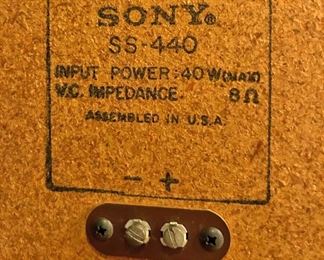 SONY®
SS-440
INPUT POWER: 40W(MAX)
V.C. IMPEDANCE: 8Ω
ASSEMBLED IN U.S.A.
- +